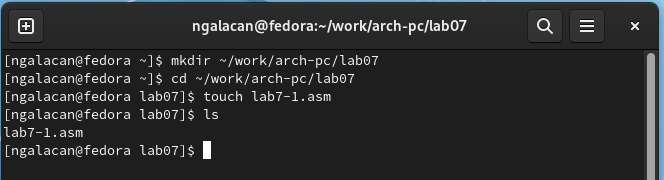 ngalacan@fedora:~/work/arch-pc/lab07
[ngalacan@fedora ~]$ mkdir ~/work/arch-pc/lab07
[ngalacan@fedora ~]$ cd ~/work/arch-pc/lab07
[ngalacan@fedora lab07]$ touch lab7-1.asm
[ngalacan@fedora lab07]$ ls
lab7-1.asm
[ngalacan@fedora lab07]$